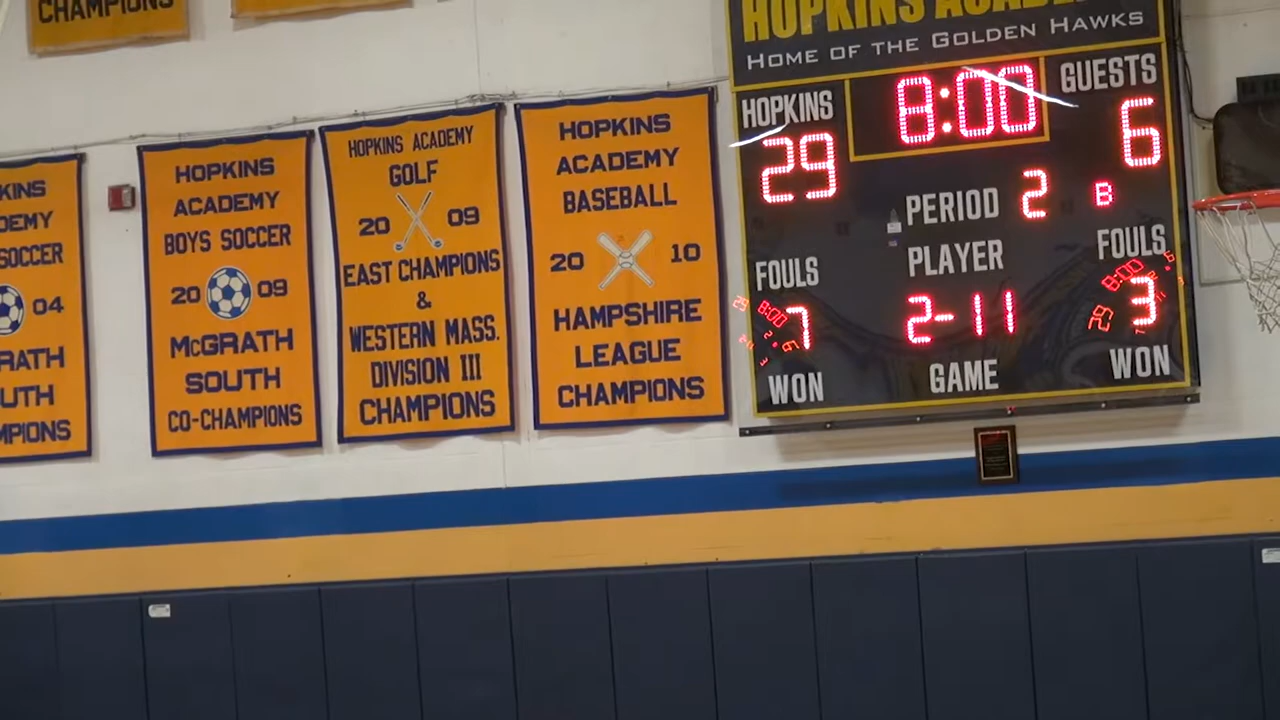 CHAMPIONS
KINS
DEMY
SOCCER
04
RATH
UTH
MPIONS
HOPKINS
ACADEMY
BOYS SOCCER
20 09
McGRATH
SOUTH
CO-CHAMPIONS
HOPKINS ACADEMY
GOLF
20 09
EAST CHAMPIONS
&
WESTERN MASS.
DIVISION III
CHAMPIONS
HOPKINS
ACADEMY
BASEBALL
20 10
HAMPSHIRE
LEAGUE
CHAMPIONS
HOPKINS ACADE
HOME OF THE GOLDEN HAWKS
HOPKINS 8:00 GUESTS
29 6
PERIOD 2 B
PLAYER
FOULS FOULS
7 2-11 3
WON GAME WON